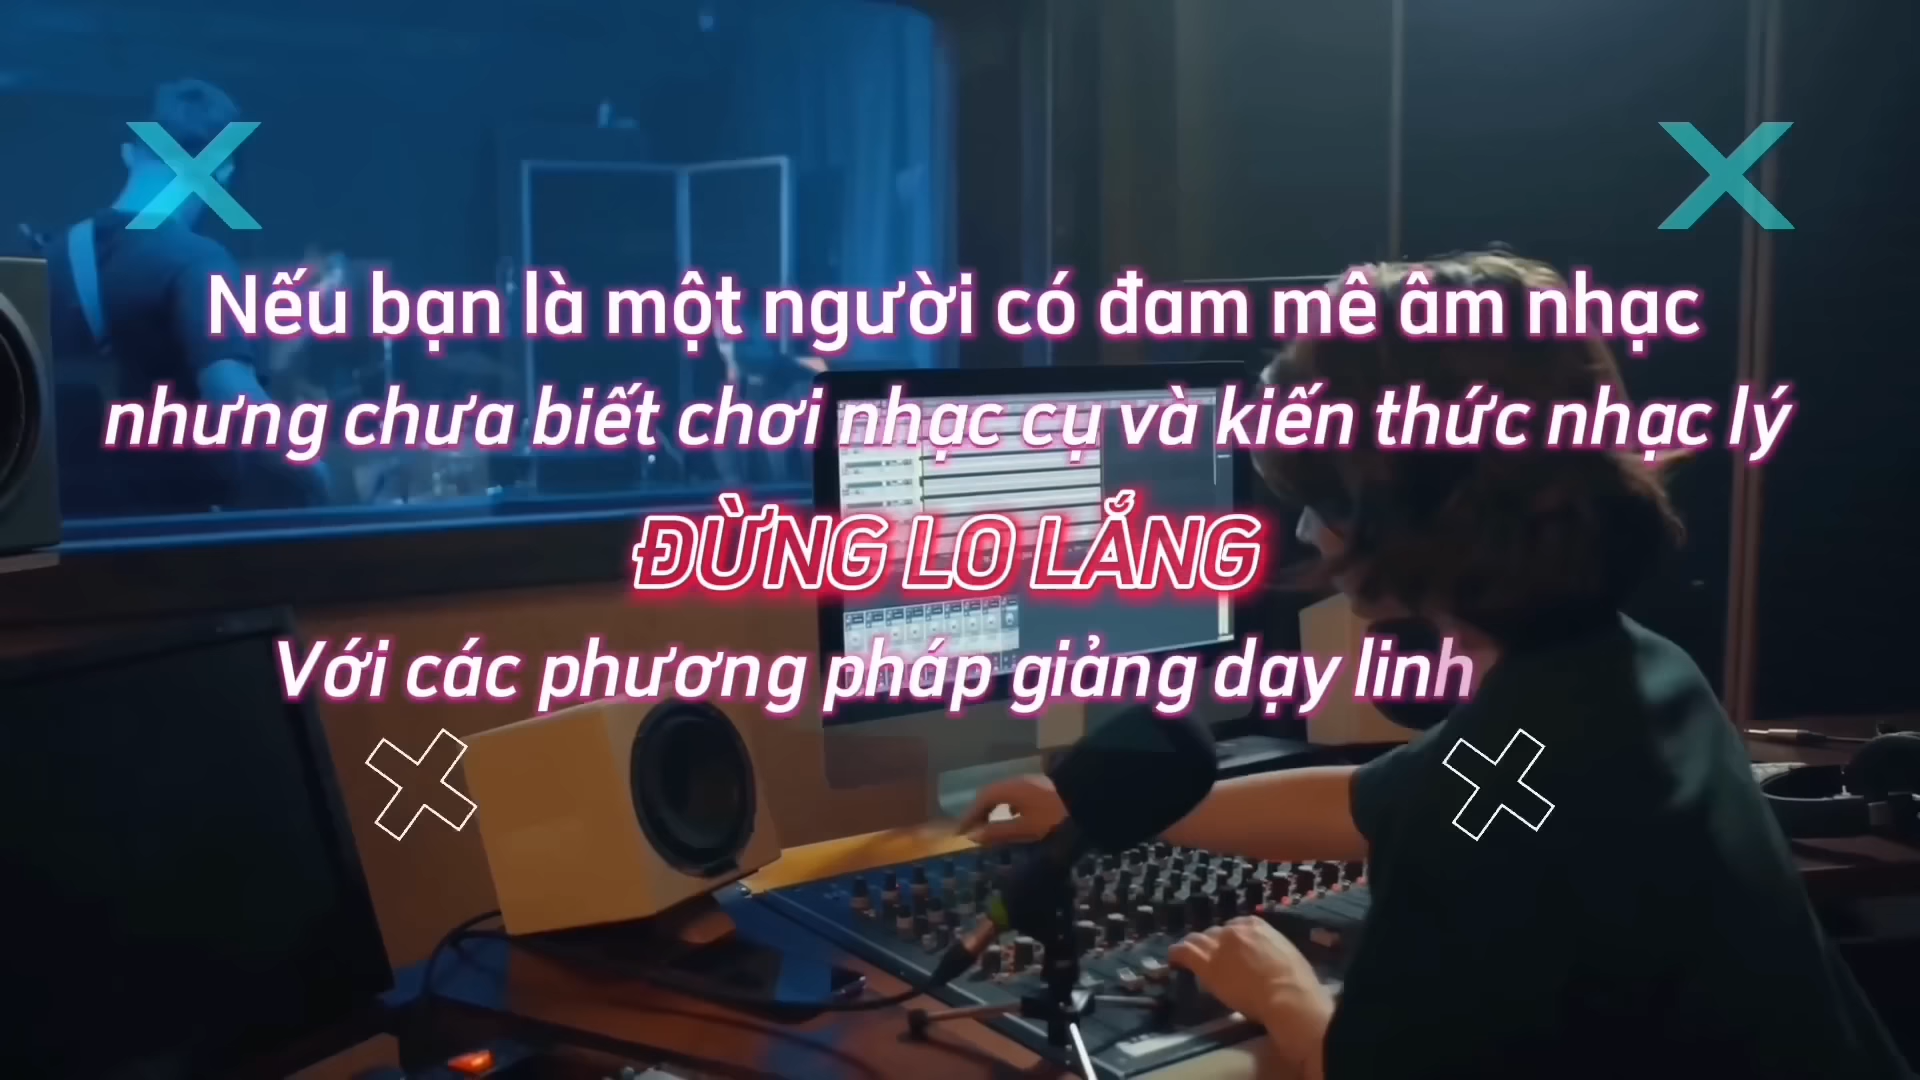 Nếu bạn là một người có đam mê âm nhạc
nhưng chưa biết chơi nhạc cụ và kiến thức nhạc lý
ĐỪNG LO LẮNG
Với các phương pháp giảng dạy linh